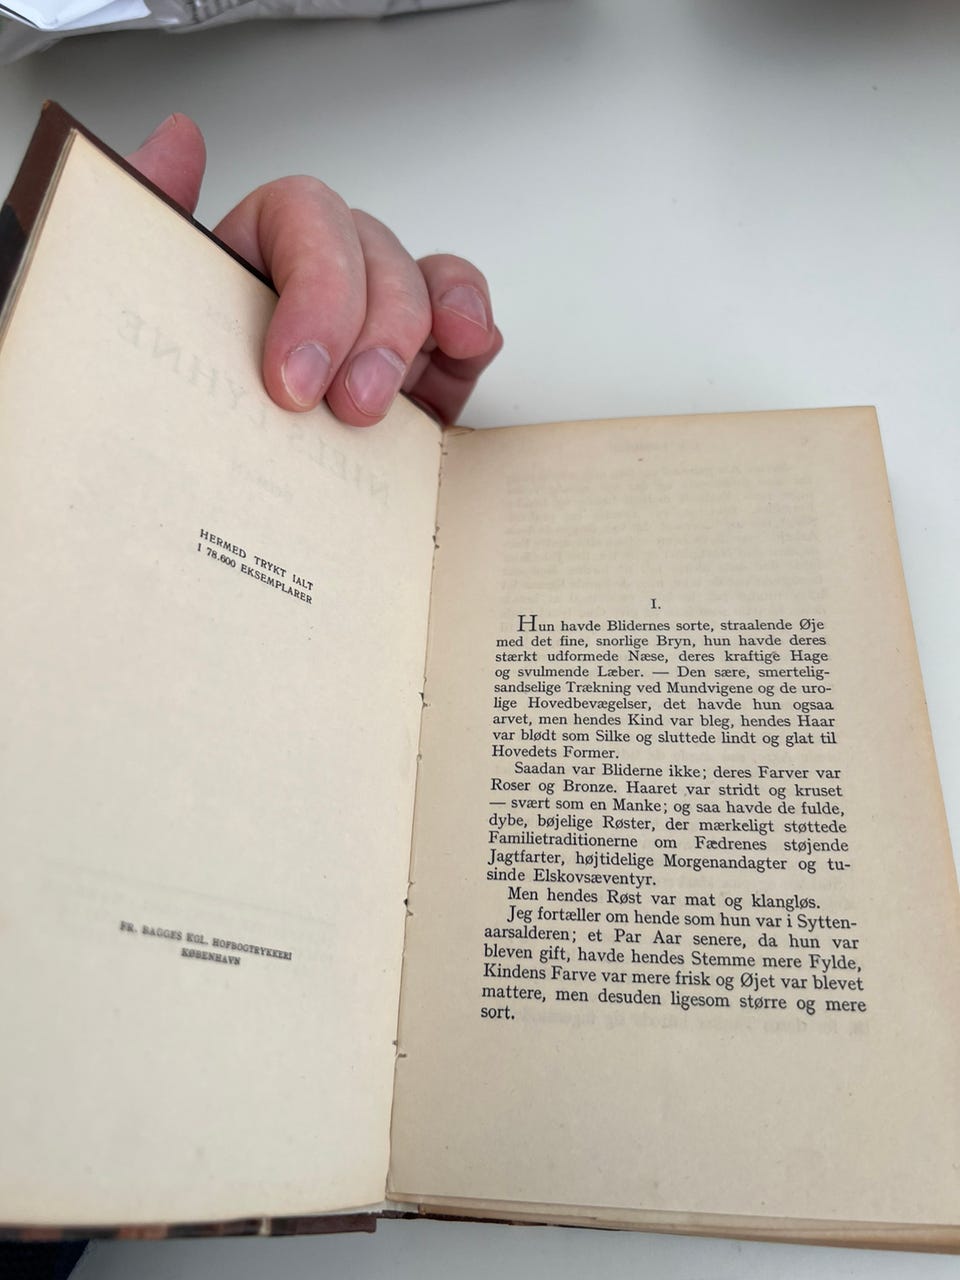 HERMED TRYKT IALT
I 78.600 EKSEMPLARER
FR. BAGGES KGL. HOFBOGTRYKKERI
KØBENHAVN
I.
Hun havde Blidernes sorte, straalende Øje
med det fine, snorlige Bryn, hun havde deres
stærkt udformede Næse, deres kraftige Hage
og svulmende Læber. — Den sære, smertelig-
sandselige Trækning ved Mundvigene og de uro-
lige Hovedbevægelser, det havde hun ogsaa
arvet, men hendes Kind var bleg, hendes Haar
var blødt som Silke og sluttede lindt og glat til
Hovedets Former.
Saadan var Bliderne ikke; deres Farver var
Roser og Bronze. Haaret var stridt og kruset
— svært som en Manke; og saa havde de fulde,
dybe, bøjelige Røster, der mærkeligt støttede
Familietraditionerne om Fædrenes støjende
Jagtfarter, højtidelige Morgenandagter og tu-
sinde Elskovsæventyr.
Men hendes Røst var mat og klangløs.
Jeg fortæller om hende som hun var i Sytten-
aarsalderen; et Par Aar senere, da hun var
bleven gift, havde hendes Stemme mere Fylde,
Kindens Farve var mere frisk og Øjet var blevet
mattere, men desuden ligesom større og mere
sort.